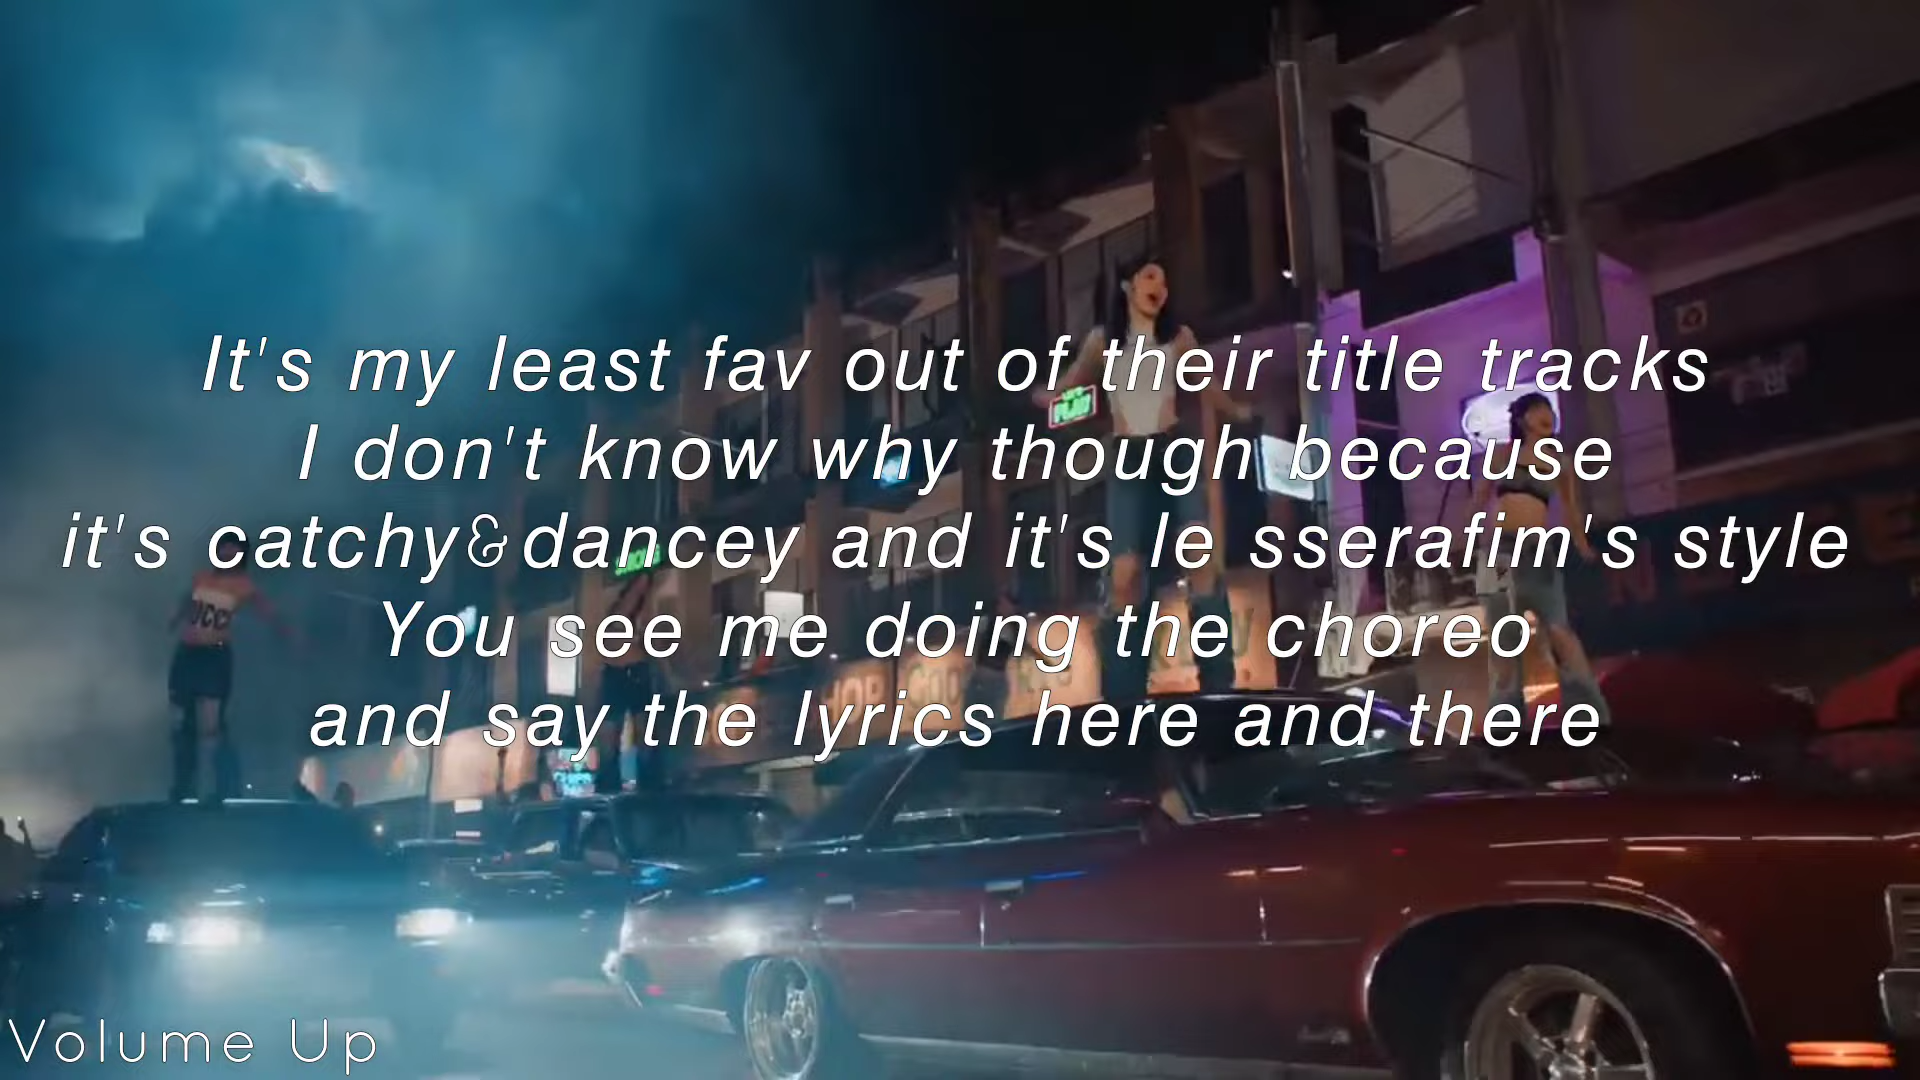 It's my least fav out of their title tracks
I don't know why though because
it's catchy&dancey and it's le sserafim's style
You see me doing the choreo
and say the lyrics here and there
Volume Up